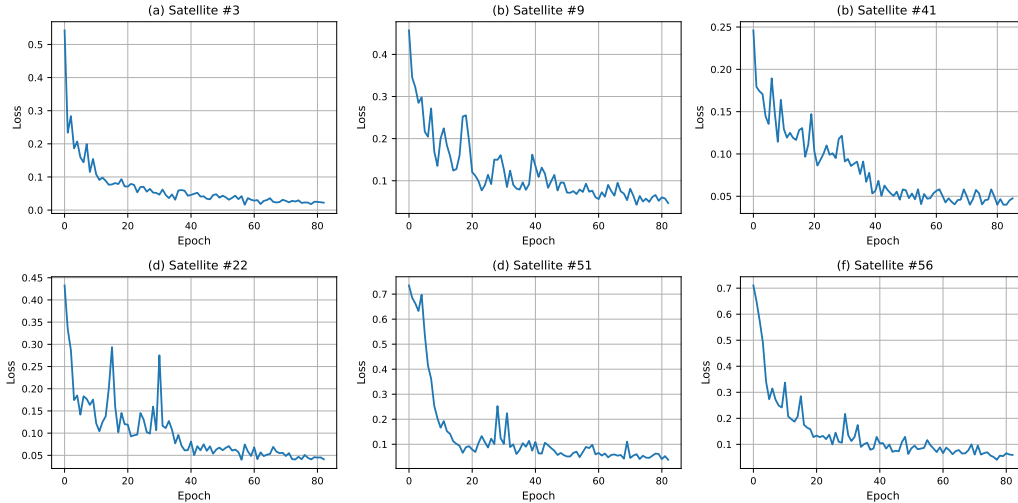 (a) Satellite #3
0.5
0.4
0.3
0.2
0.1
0.0
Loss
0 20 40 60 80
Epoch
(b) Satellite #9
0.4
0.3
0.2
0.1
Loss
0 20 40 60 80
Epoch
(b) Satellite #41
0.25
0.20
0.15
0.10
0.05
Loss
0 20 40 60 80
Epoch
(d) Satellite #22
0.45
0.40
0.35
0.30
0.25
0.20
0.15
0.10
0.05
Loss
0 20 40 60 80
Epoch
(d) Satellite #51
0.7
0.6
0.5
0.4
0.3
0.2
0.1
Loss
0 20 40 60 80
Epoch
(f) Satellite #56
0.7
0.6
0.5
0.4
0.3
0.2
0.1
Loss
0 20 40 60 80
Epoch